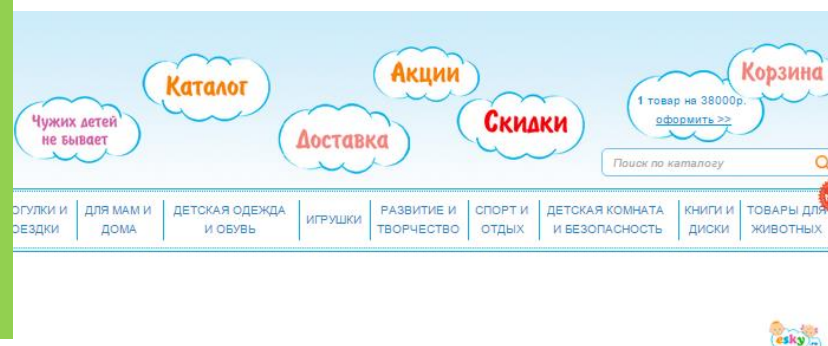 Каталог
Акции
Корзина
Чужих детей
не бывает
Доставка
Скидки
1 товар на 38000р.
оформить >>
Поиск по каталогу
ОГУЛКИ И
ОЕЗДКИ
ДЛЯ МАМ И
ДОМА
ДЕТСКАЯ ОДЕЖДА
И ОБУВЬ
ИГРУШКИ
РАЗВИТИЕ И
ТВОРЧЕСТВО
СПОРТ И
ОТДЫХ
ДЕТСКАЯ КОМНАТА
И БЕЗОПАСНОСТЬ
КНИГИ И
ДИСКИ
ТОВАРЫ ДЛЯ
ЖИВОТНЫХ
esky